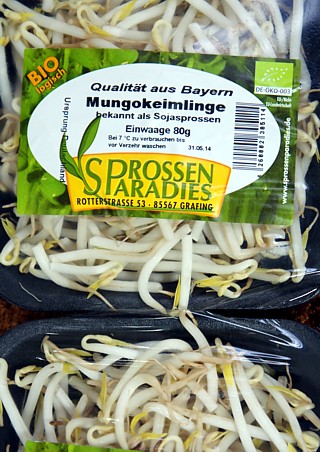 BIO
logisch
Qualität aus Bayern
Mungokeimlinge
bekannt als Sojasprossen
Einwaage 80g
Bei 7 °C zu verbrauchen bis
vor Verzehr waschen 31.05.14
SPROSSEN
PARADIES
ROTTERSTRASSE 53 · 85567 GRAFING
DE-ÖKO-003
www.sprossenparadies.de